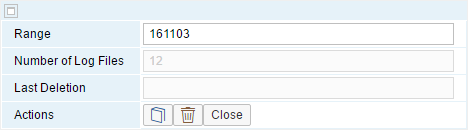 Range 161103
Number of Log Files 12
Last Deletion
Actions Close